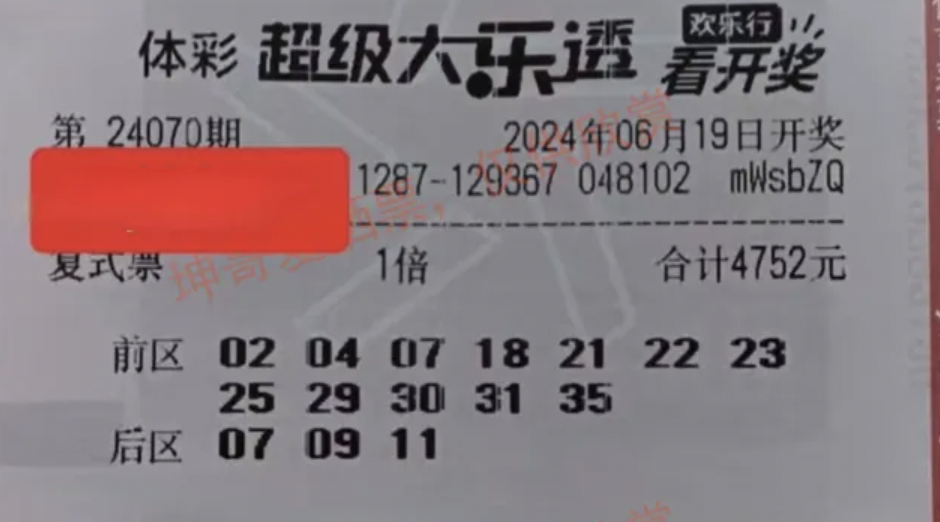 体彩 超级大乐透 欢乐行 看开奖
第 24070期 2024年06月19日开奖
1287-129367 048102 mWsbZQ
复式票 1倍 合计4752元
前区 02 04 07 18 21 22 23
25 29 30 31 35
后区 07 09 11